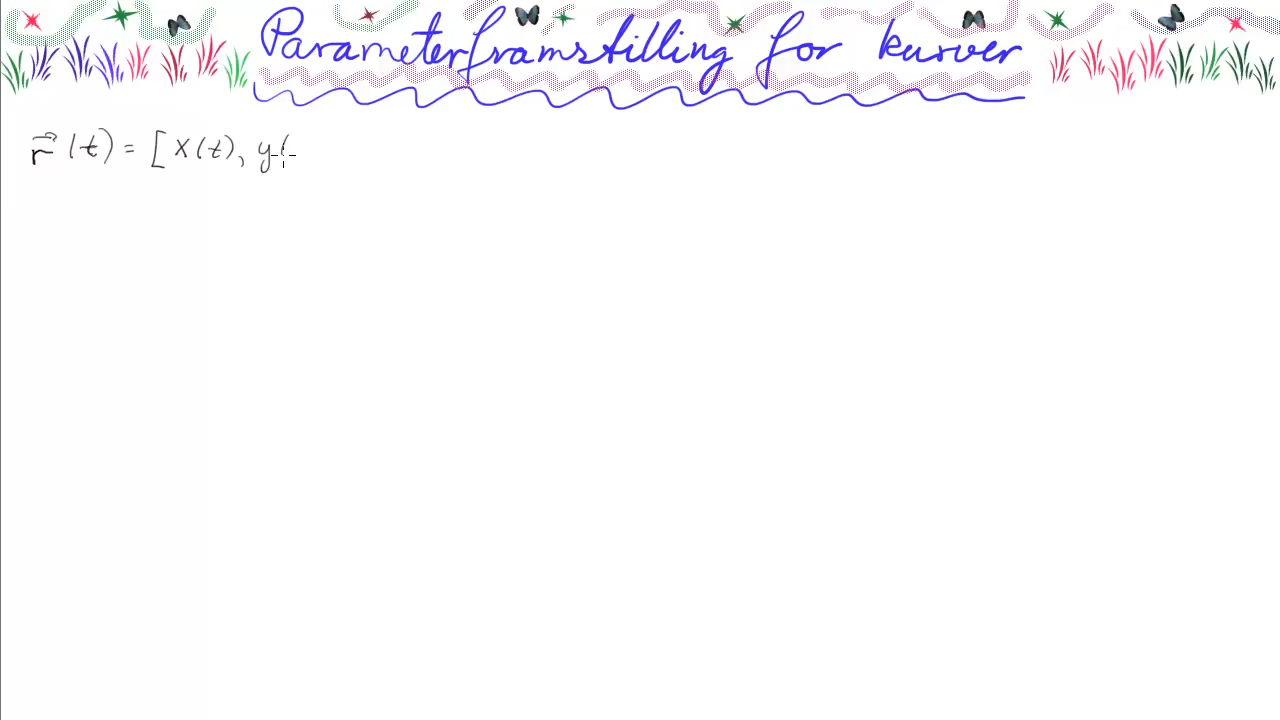 Parameterframstilling for kurver
r⃗ (t) = [ x(t), y(